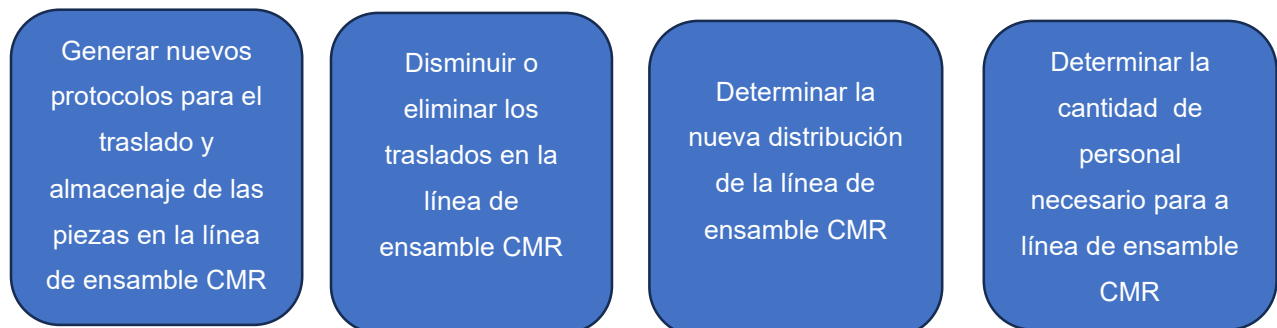 Generar nuevos
protocolos para el
traslado y
almacenaje de las
piezas en la línea
de ensamble CMR
Disminuir o
eliminar los
traslados en la
línea de
ensamble CMR
Determinar la
nueva distribución
de la línea de
ensamble CMR
Determinar la
cantidad  de
personal
necesario para a
línea de ensamble
CMR